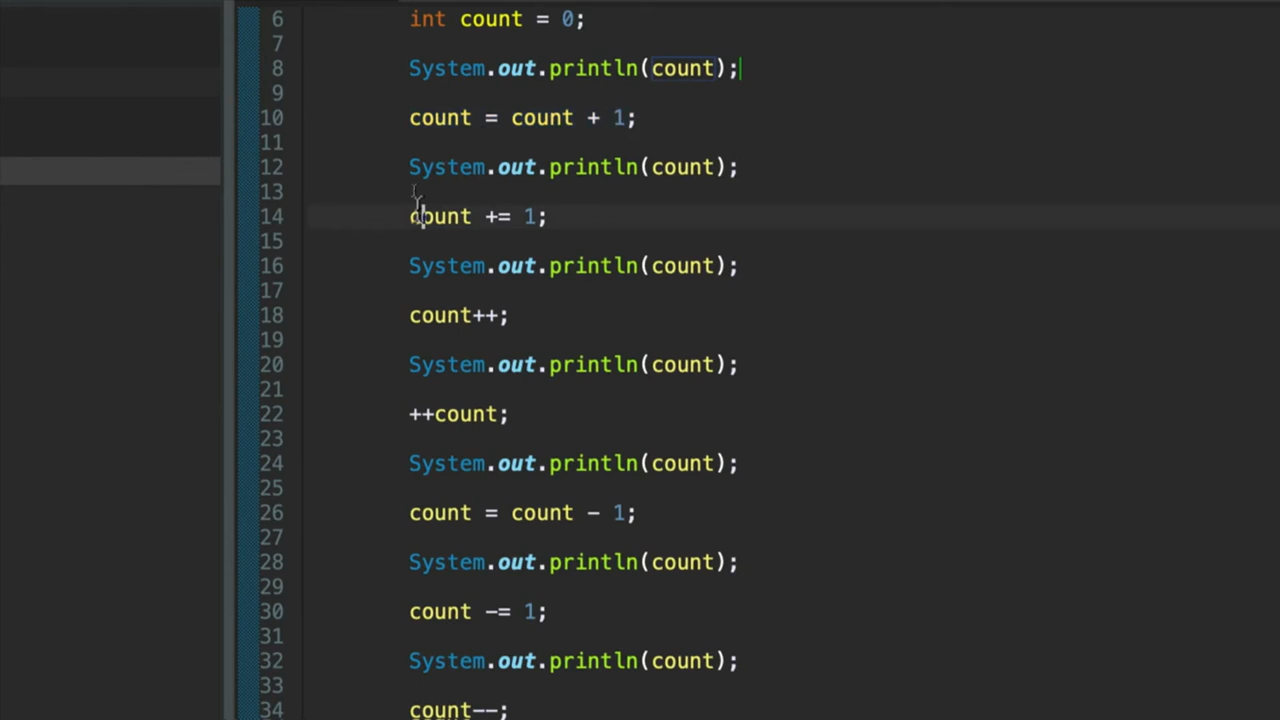 6 int count = 0;
7
8 System.out.println(count);
9
10 count = count + 1;
11
12 System.out.println(count);
13
14 count += 1;
15
16 System.out.println(count);
17
18 count++;
19
20 System.out.println(count);
21
22 ++count;
23
24 System.out.println(count);
25
26 count = count - 1;
27
28 System.out.println(count);
29
30 count -= 1;
31
32 System.out.println(count);
33
34 count--;